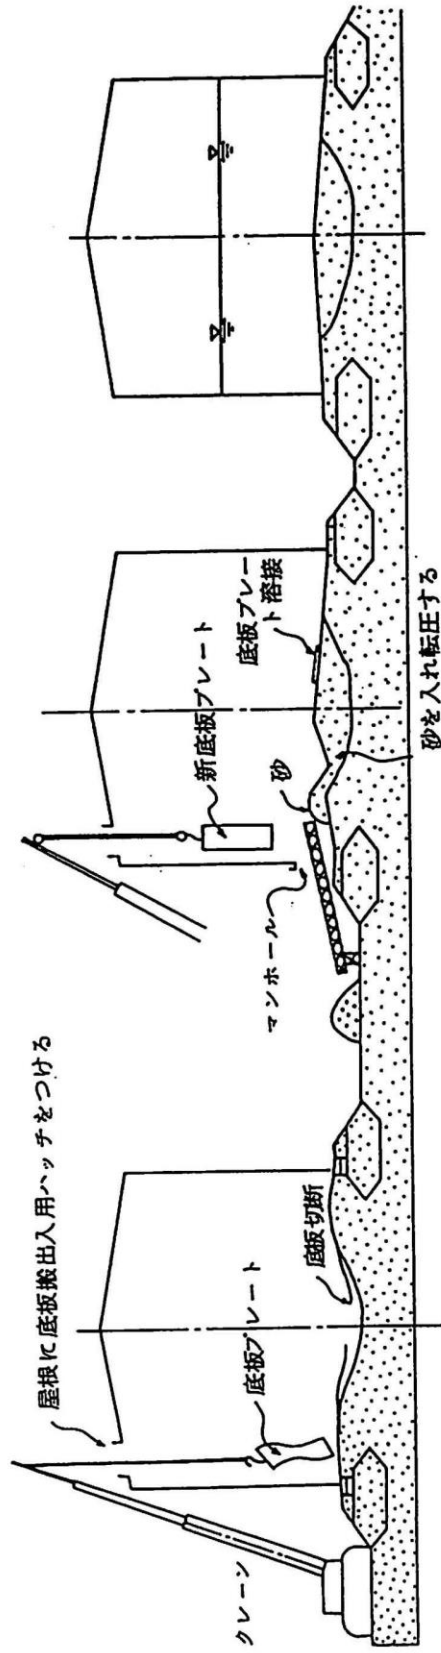 クレーン
屋根に底板搬出入用ハッチをつける
底板プレート
底板切断
マンホール
砂
新底板プレート
底板プレー
ト溶接
砂を入れ転圧する